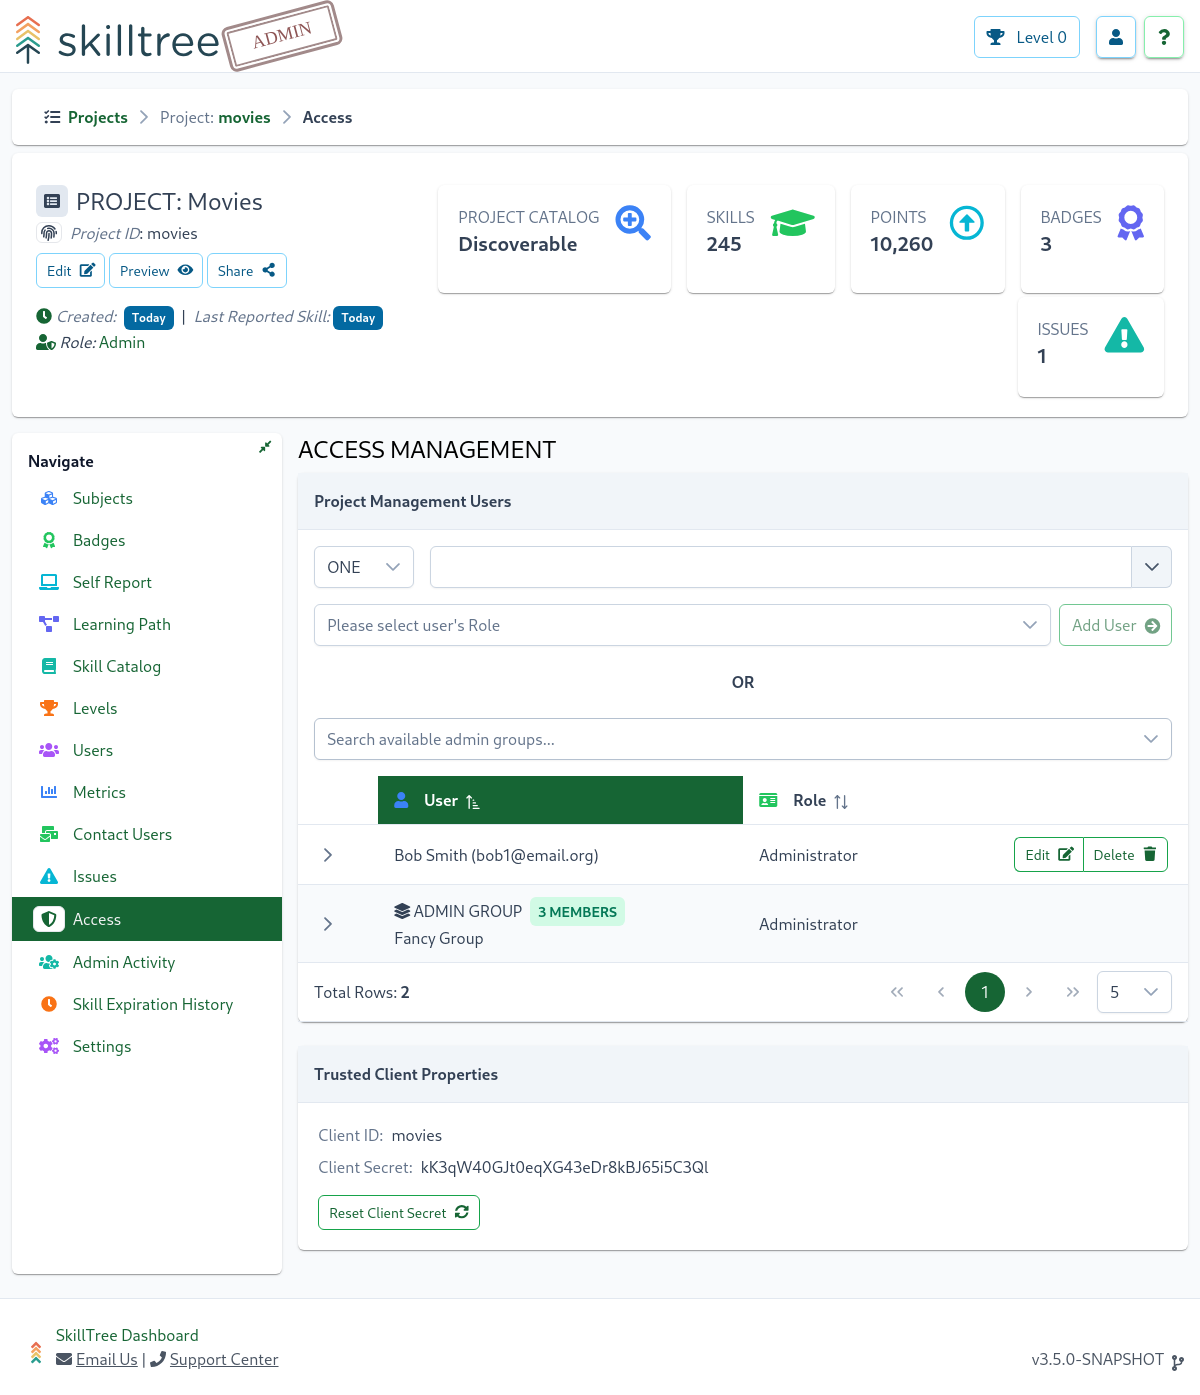 skilltree ADMIN
Level 0
?
Projects > Project: movies > Access
PROJECT: Movies
Project ID: movies
Edit Preview Share
Created: Today | Last Reported Skill: Today
Role: Admin
PROJECT CATALOG
Discoverable
SKILLS
245
POINTS
10,260
BADGES
3
ISSUES
1
Navigate
Subjects
Badges
Self Report
Learning Path
Skill Catalog
Levels
Users
Metrics
Contact Users
Issues
Access
Admin Activity
Skill Expiration History
Settings
ACCESS MANAGEMENT
Project Management Users
ONE
Please select user's Role
Add User
OR
Search available admin groups...
User Role
Bob Smith (bob1@email.org) Administrator Edit Delete
ADMIN GROUP 3 MEMBERS
Fancy Group
Administrator
Total Rows: 2
1
5
Trusted Client Properties
Client ID: movies
Client Secret: kK3qW40GJt0eqXG43eDr8kBJ65i5C3Ql
Reset Client Secret
SkillTree Dashboard
Email Us | Support Center
v3.5.0-SNAPSHOT